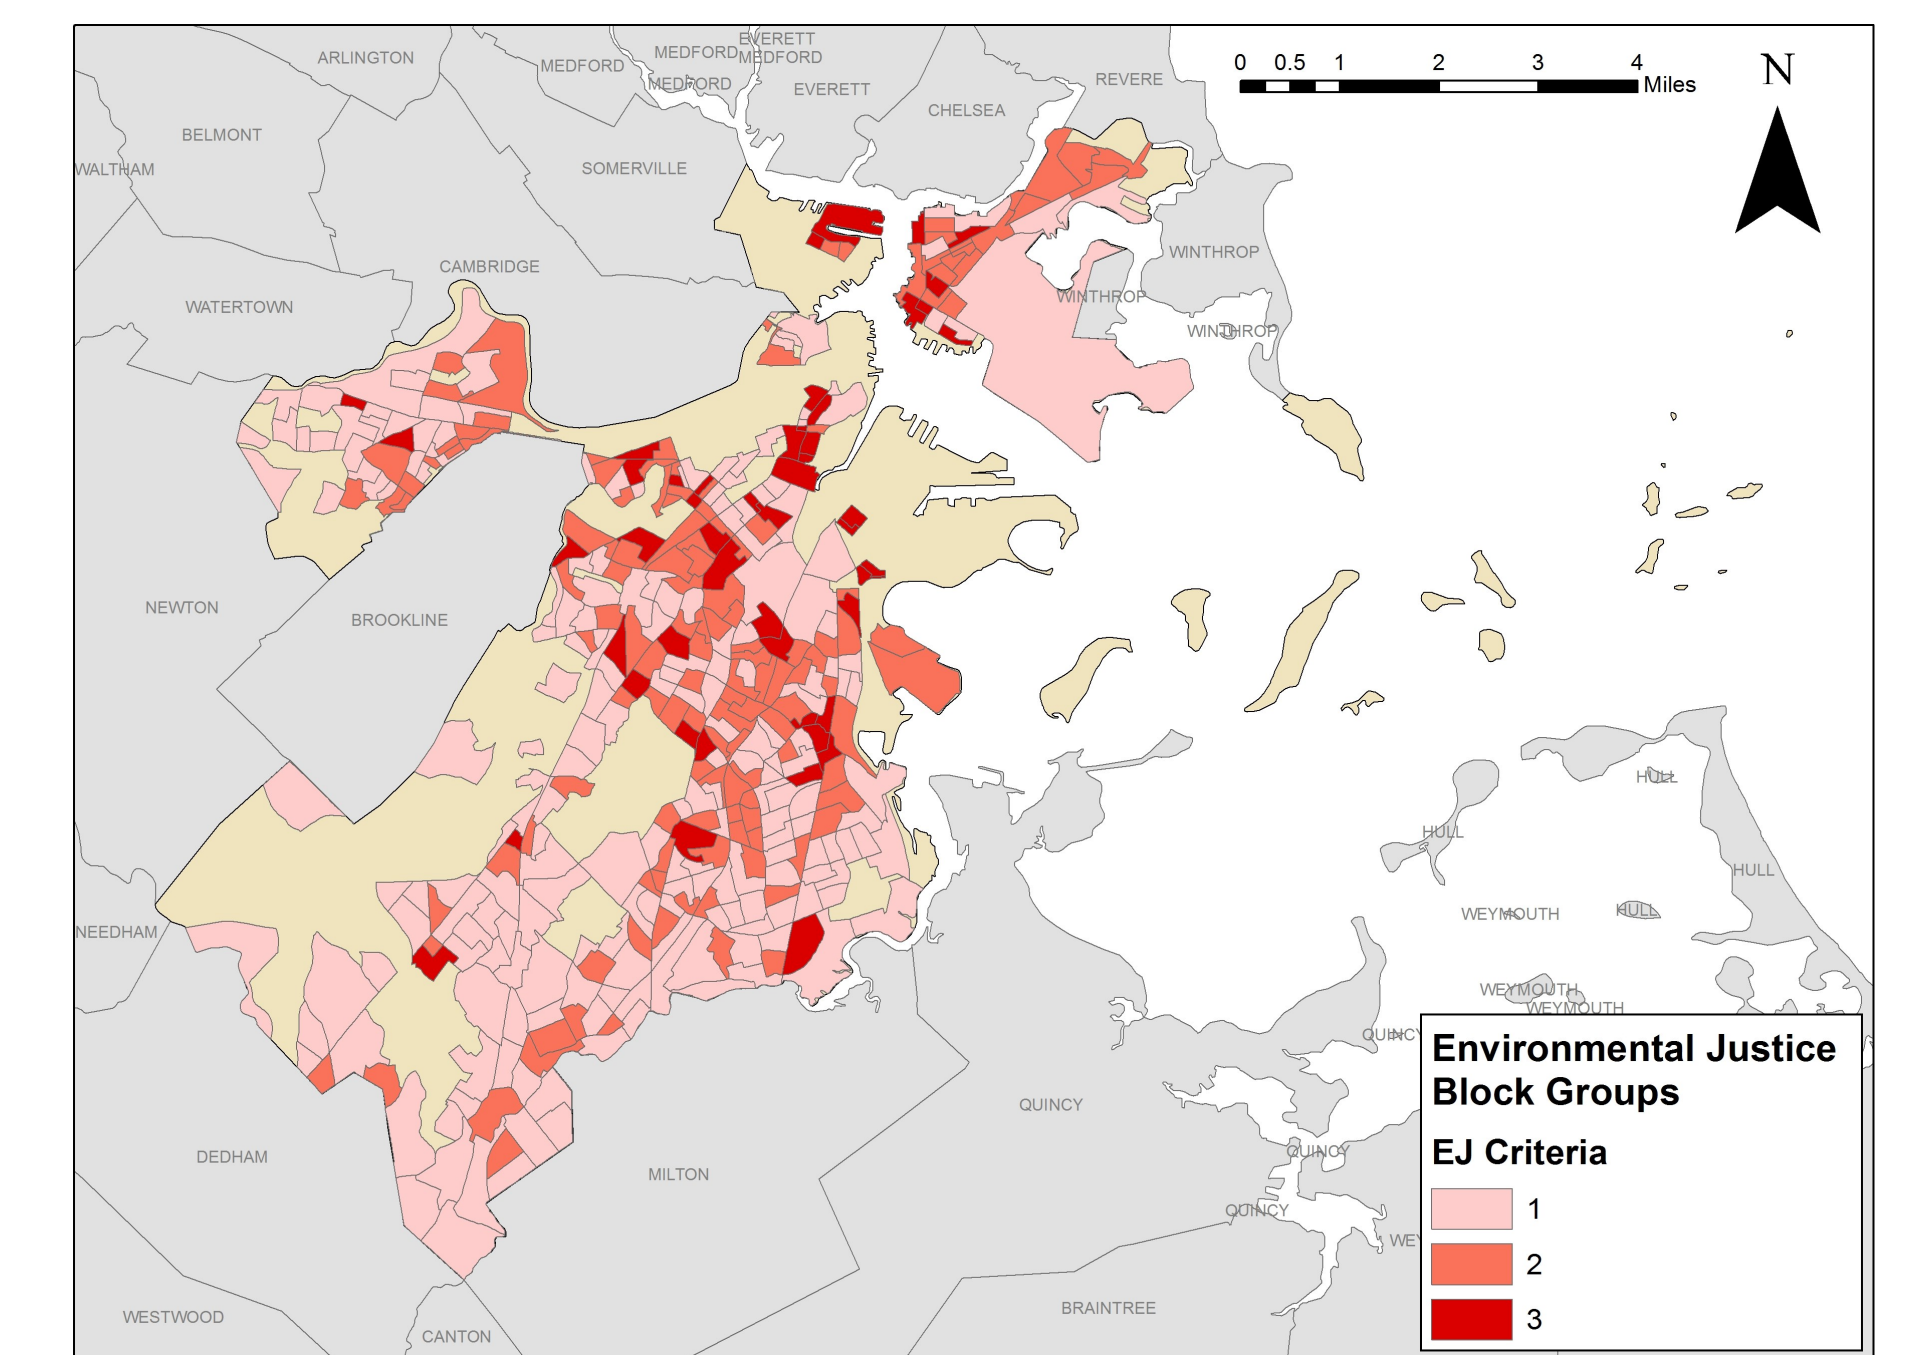 EVERETT
MEDFORD
MEDFORD
ARLINGTON
MEDFORD
MEDFORD
EVERETT
REVERE
CHELSEA
0 0.5 1 2 3 4
Miles
N
BELMONT
WALTHAM
SOMERVILLE
WINTHROP
CAMBRIDGE
WINTHROP
WATERTOWN
WINTHROP
NEWTON
BROOKLINE
HULL
HULL
HULL
NEEDHAM
WEYMOUTH
HULL
WEYMOUTH
WEYMOUTH
QUINCY
QUINCY
DEDHAM
MILTON
QUINCY
QUINCY
WEY
WESTWOOD
CANTON
BRAINTREE
Environmental Justice
Block Groups
EJ Criteria
1
2
3